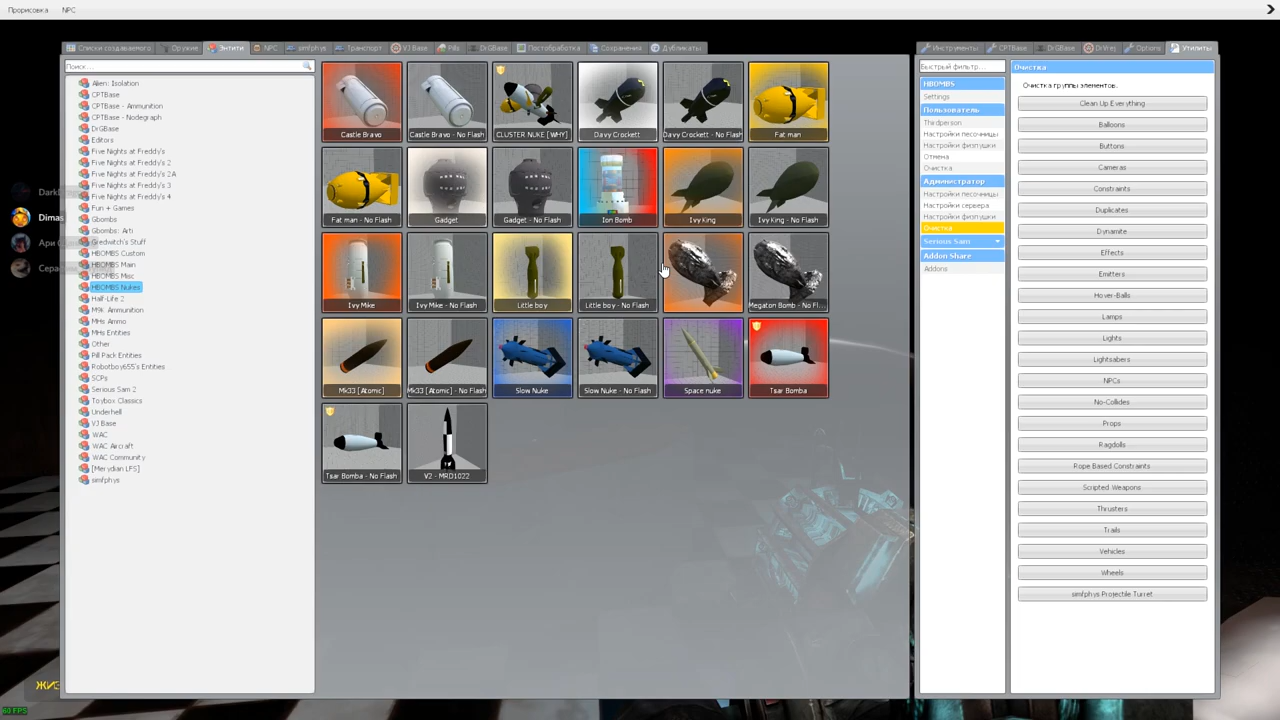 Прорисовка NPC
Списки создаваемого Оружие Энтити NPC simfphys Транспорт VJ Base Pills DrGBase Постобработка Сохранения Дубликаты
Поиск...
Alien: Isolation
CPTBase
CPTBase - Ammunition
CPTBase - Nodegraph
DrGBase
Editors
Five Nights at Freddy's
Five Nights at Freddy's 2
Five Nights at Freddy's 2A
Five Nights at Freddy's 3
Five Nights at Freddy's 4
Fun + Games
Gbombs
Gbombs: Arti
Gredwitch's Stuff
HBOMBS Custom
HBOMBS Main
HBOMBS Misc
HBOMBS Nukes
Half-Life 2
M9k Ammunition
MHs Ammo
MHs Entities
Other
Pill Pack Entities
Robotboy655's Entities
SCPs
Serious Sam 2
Toybox Classics
Underhell
VJ Base
WAC
WAC Aircraft
WAC Community
[Merydian LFS]
simfphys
Dark
Dimas
Ари
Сера
ЖИЗ
60 FPS
Castle Bravo Castle Bravo - No Flash CLUSTER NUKE [WHY] Davy Crockett Davy Crockett - No Flash Fat man
Fat man - No Flash Gadget Gadget - No Flash Ion Bomb Ivy King Ivy King - No Flash
Ivy Mike Ivy Mike - No Flash Little boy Little boy - No Flash Megaton Bomb - No Fl...
Mk33 [Atomic] Mk33 [Atomic] - No Flash Slow Nuke Slow Nuke - No Flash Space nuke Tsar Bomba
Tsar Bomba - No Flash V2 - MRD1022
Инструменты CPTBase DrGBase DrVrej Options Утилиты
Быстрый фильтр...
HBOMBS
Settings
Пользователь
Thirdperson
Настройки песочницы
Настройки физпушки
Отмена
Очистка
Администратор
Настройки песочницы
Настройки сервера
Настройки физпушки
Очистка
Serious Sam
Addon Share
Addons
Очистка
Очистка группы элементов.
Clean Up Everything
Balloons
Buttons
Cameras
Constraints
Duplicates
Dynamite
Effects
Emitters
Hover-Balls
Lamps
Lights
Lightsabers
NPCs
No-Collides
Props
Ragdolls
Rope Based Constraints
Scripted Weapons
Thrusters
Trails
Vehicles
Wheels
simfphys Projectile Turret